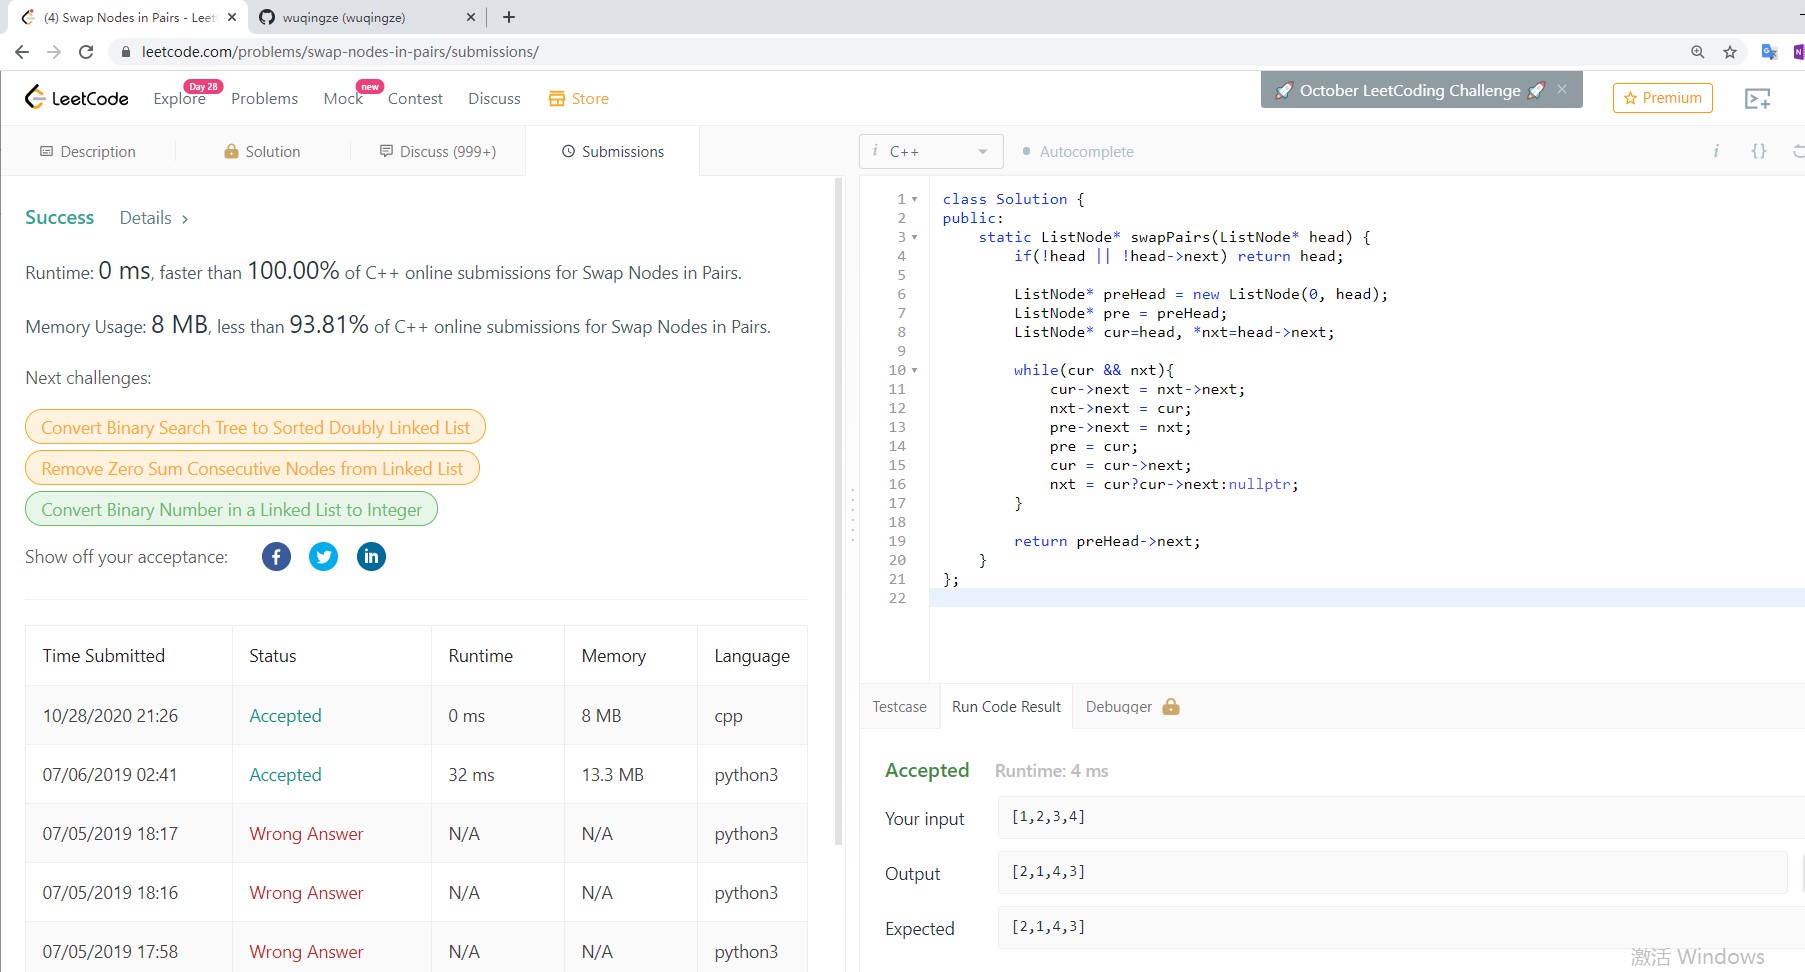 (4) Swap Nodes in Pairs - Leet
wuqingze (wuqingze)
leetcode.com/problems/swap-nodes-in-pairs/submissions/
LeetCode
Explore
Day 28
Problems
Mock
new
Contest
Discuss
Store
🚀 October LeetCoding Challenge 🚀 ×
Premium
Description
Solution
Discuss (999+)
Submissions
i C++
Autocomplete
i {}
Success Details >
Runtime: 0 ms, faster than 100.00% of C++ online submissions for Swap Nodes in Pairs.
Memory Usage: 8 MB, less than 93.81% of C++ online submissions for Swap Nodes in Pairs.
Next challenges:
Convert Binary Search Tree to Sorted Doubly Linked List
Remove Zero Sum Consecutive Nodes from Linked List
Convert Binary Number in a Linked List to Integer
Show off your acceptance:
Time Submitted Status Runtime Memory Language
10/28/2020 21:26 Accepted 0 ms 8 MB cpp
07/06/2019 02:41 Accepted 32 ms 13.3 MB python3
07/05/2019 18:17 Wrong Answer N/A N/A python3
07/05/2019 18:16 Wrong Answer N/A N/A python3
07/05/2019 17:58 Wrong Answer N/A N/A python3
1 class Solution {
2 public:
3     static ListNode* swapPairs(ListNode* head) {
4         if(!head || !head->next) return head;
5
6         ListNode* preHead = new ListNode(0, head);
7         ListNode* pre = preHead;
8         ListNode* cur=head, *nxt=head->next;
9
10         while(cur && nxt){
11             cur->next = nxt->next;
12             nxt->next = cur;
13             pre->next = nxt;
14             pre = cur;
15             cur = cur->next;
16             nxt = cur?cur->next:nullptr;
17         }
18
19         return preHead->next;
20     }
21 };
22
Testcase
Run Code Result
Debugger
Accepted Runtime: 4 ms
Your input [1,2,3,4]
Output [2,1,4,3]
Expected [2,1,4,3]
激活 Windows